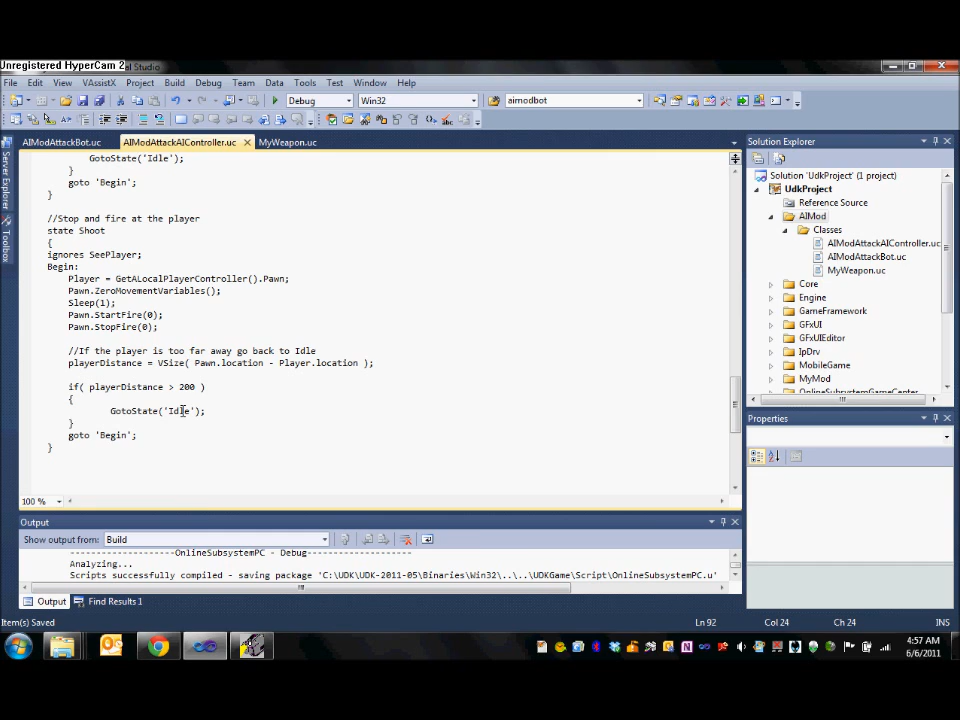 Unregistered HyperCam 2
al Studio
File Edit View VAssistX Project Build Debug Team Data Tools Test Window Help
Debug Win32 aimodbot
AIModAttackBot.uc AIModAttackAIController.uc MyWeapon.uc
Server Explorer
Toolbox
GotoState('Idle');
}
goto 'Begin';
}
//Stop and fire at the player
state Shoot
{
ignores SeePlayer;
Begin:
Player = GetALocalPlayerController().Pawn;
Pawn.ZeroMovementVariables();
Sleep(1);
Pawn.StartFire(0);
Pawn.StopFire(0);
//If the player is too far away go back to Idle
playerDistance = VSize( Pawn.location - Player.location );
if( playerDistance > 200 )
{
GotoState('Idle');
}
goto 'Begin';
}
100 %
Solution Explorer
Solution 'UdkProject' (1 project)
UdkProject
Reference Source
AIMod
Classes
AIModAttackAIController.uc
AIModAttackBot.uc
MyWeapon.uc
Core
Engine
GameFramework
GFxUI
GFxUIEditor
IpDrv
MobileGame
MyMod
OnlineSubsystemGameCenter
Properties
Output
Show output from: Build
--------------------OnlineSubsystemPC - Debug--------------------
Analyzing...
Scripts successfully compiled - saving package 'C:\UDK\UDK-2011-05\Binaries\Win32\..\..\UDKGame\Script\OnlineSubsystemPC.u'
Output Find Results 1
Item(s) Saved Ln 92 Col 24 Ch 24 INS
4:57 AM
6/6/2011